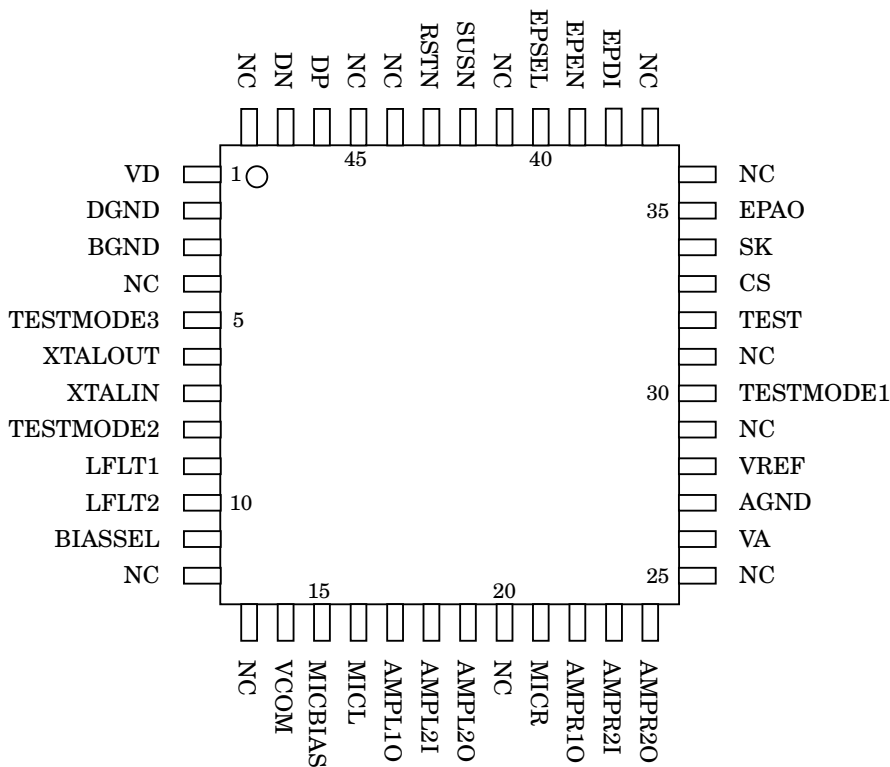 NC
DN
DP
NC
NC
RSTN
SUSN
NC
EPSEL
EPEN
EPDI
NC
45
40
VD
1
NC
DGND
35
EPAO
BGND
SK
NC
CS
TESTMODE3
5
TEST
XTALOUT
NC
XTALIN
30
TESTMODE1
TESTMODE2
NC
LFLT1
VREF
LFLT2
10
AGND
BIASSEL
VA
NC
25
NC
15
20
NC
VCOM
MICBIAS
MICL
AMPL1O
AMPL2I
AMPL2O
NC
MICR
AMPR1O
AMPR2I
AMPR2O